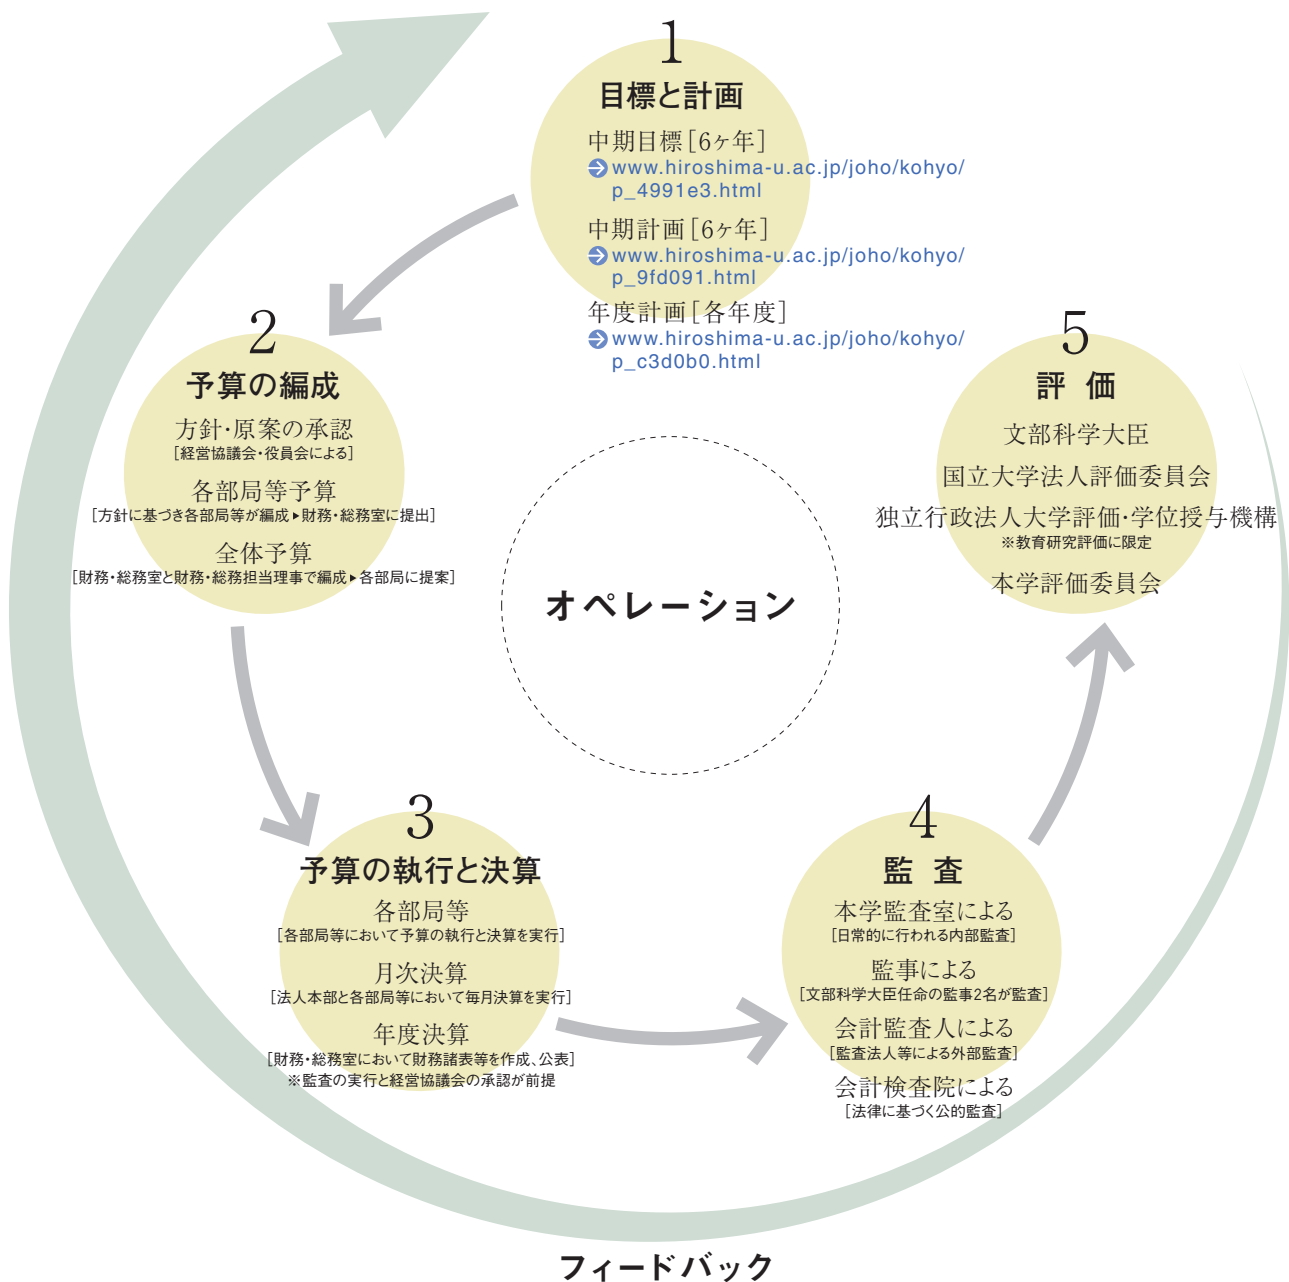 1
目標と計画
中期目標[6ヶ年]
www.hiroshima-u.ac.jp/joho/kohyo/
p_4991e3.html
中期計画[6ヶ年]
www.hiroshima-u.ac.jp/joho/kohyo/
p_9fd091.html
年度計画[各年度]
www.hiroshima-u.ac.jp/joho/kohyo/
p_c3d0b0.html
2
予算の編成
方針・原案の承認
[経営協議会・役員会による]
各部局等予算
[方針に基づき各部局等が編成▶財務・総務室に提出]
全体予算
[財務・総務室と財務・総務担当理事で編成▶各部局に提案]
3
予算の執行と決算
各部局等
[各部局等において予算の執行と決算を実行]
月次決算
[法人本部と各部局等において毎月決算を実行]
年度決算
[財務・総務室において財務諸表等を作成、公表]
※監査の実行と経営協議会の承認が前提
4
監 査
本学監査室による
[日常的に行われる内部監査]
監事による
[文部科学大臣任命の監事2名が監査]
会計監査人による
[監査法人等による外部監査]
会計検査院による
[法律に基づく公的監査]
5
評 価
文部科学大臣
国立大学法人評価委員会
独立行政法人大学評価・学位授与機構
※教育研究評価に限定
本学評価委員会
オペレーション
フィードバック